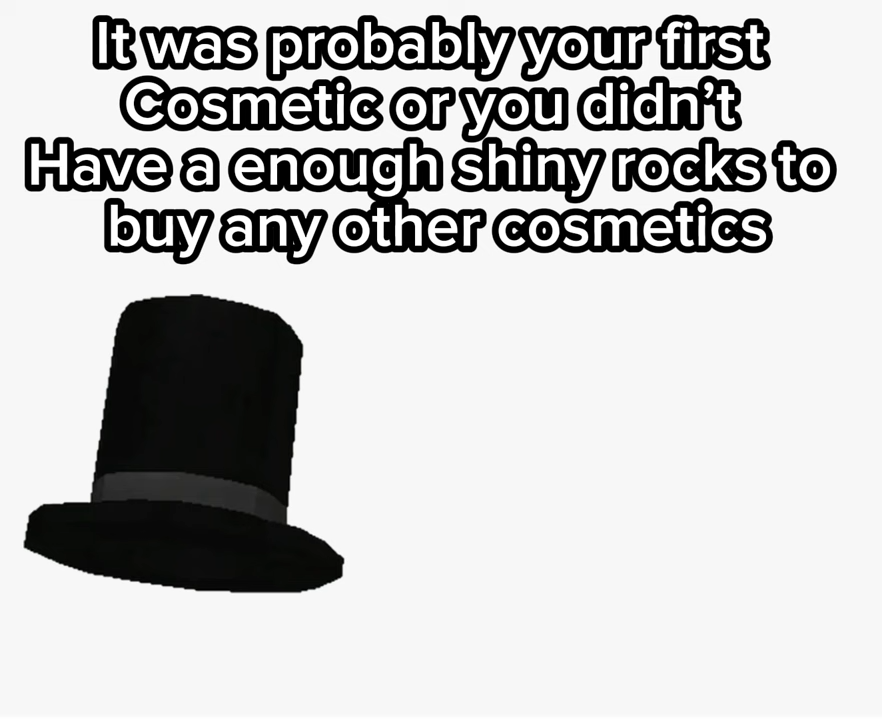 It was probably your first
Cosmetic or you didn’t
Have a enough shiny rocks to
buy any other cosmetics